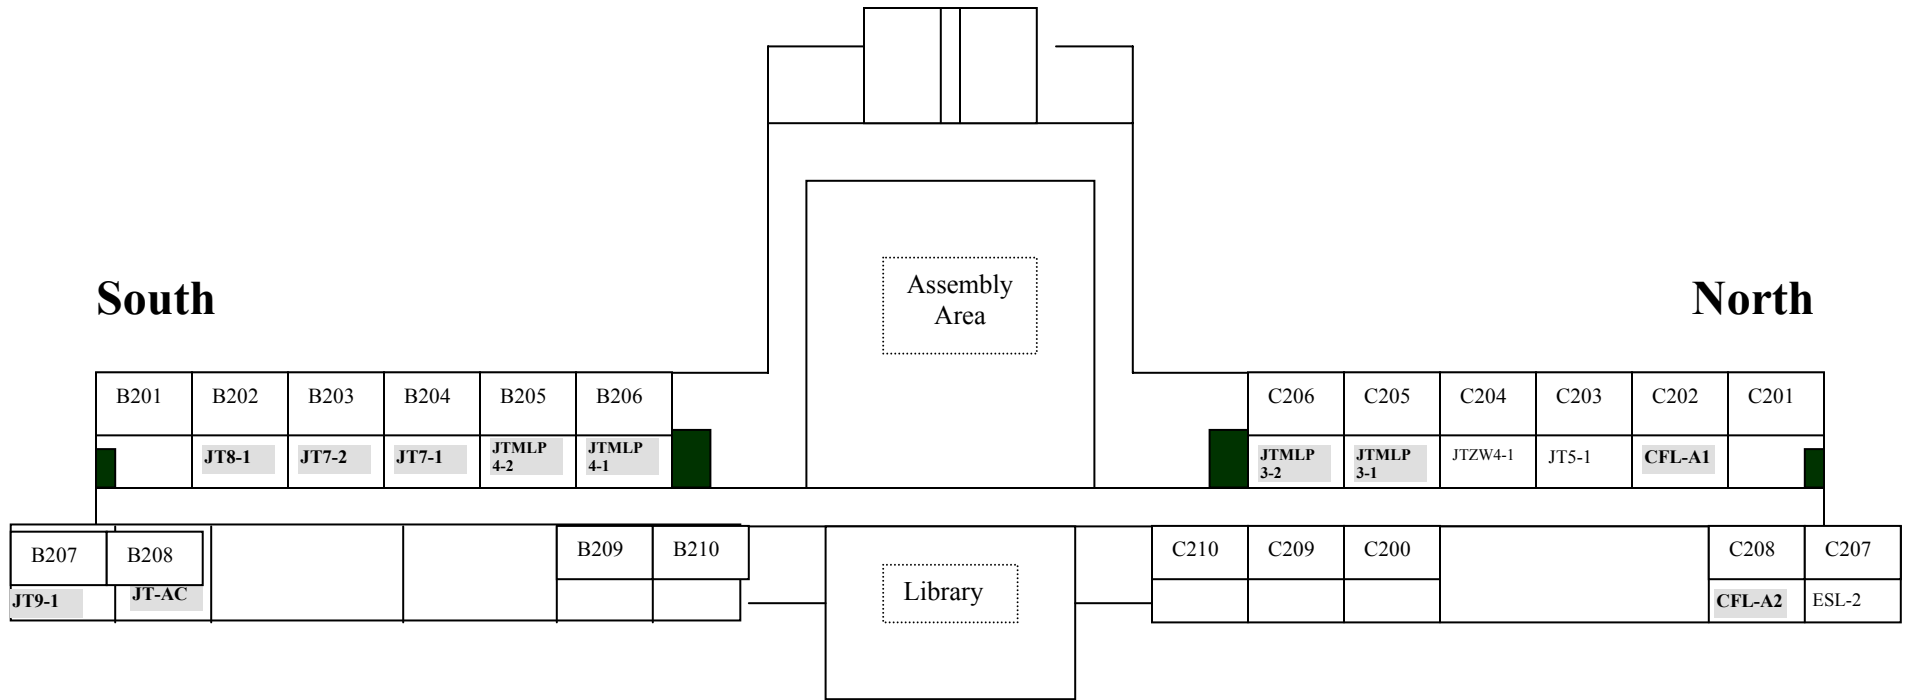 Assembly
Area
South
North
B201 B202 B203 B204 B205 B206 C206 C205 C204 C203 C202 C201
JT8-1 JT7-2 JT7-1 JTMLP 4-2 JTMLP 4-1 JTMLP 3-2 JTMLP 3-1 JTZW4-1 JT5-1 CFL-A1
B207 B208 B209 B210 C210 C209 C200 C208 C207
Library
JT9-1 JT-AC CFL-A2 ESL-2